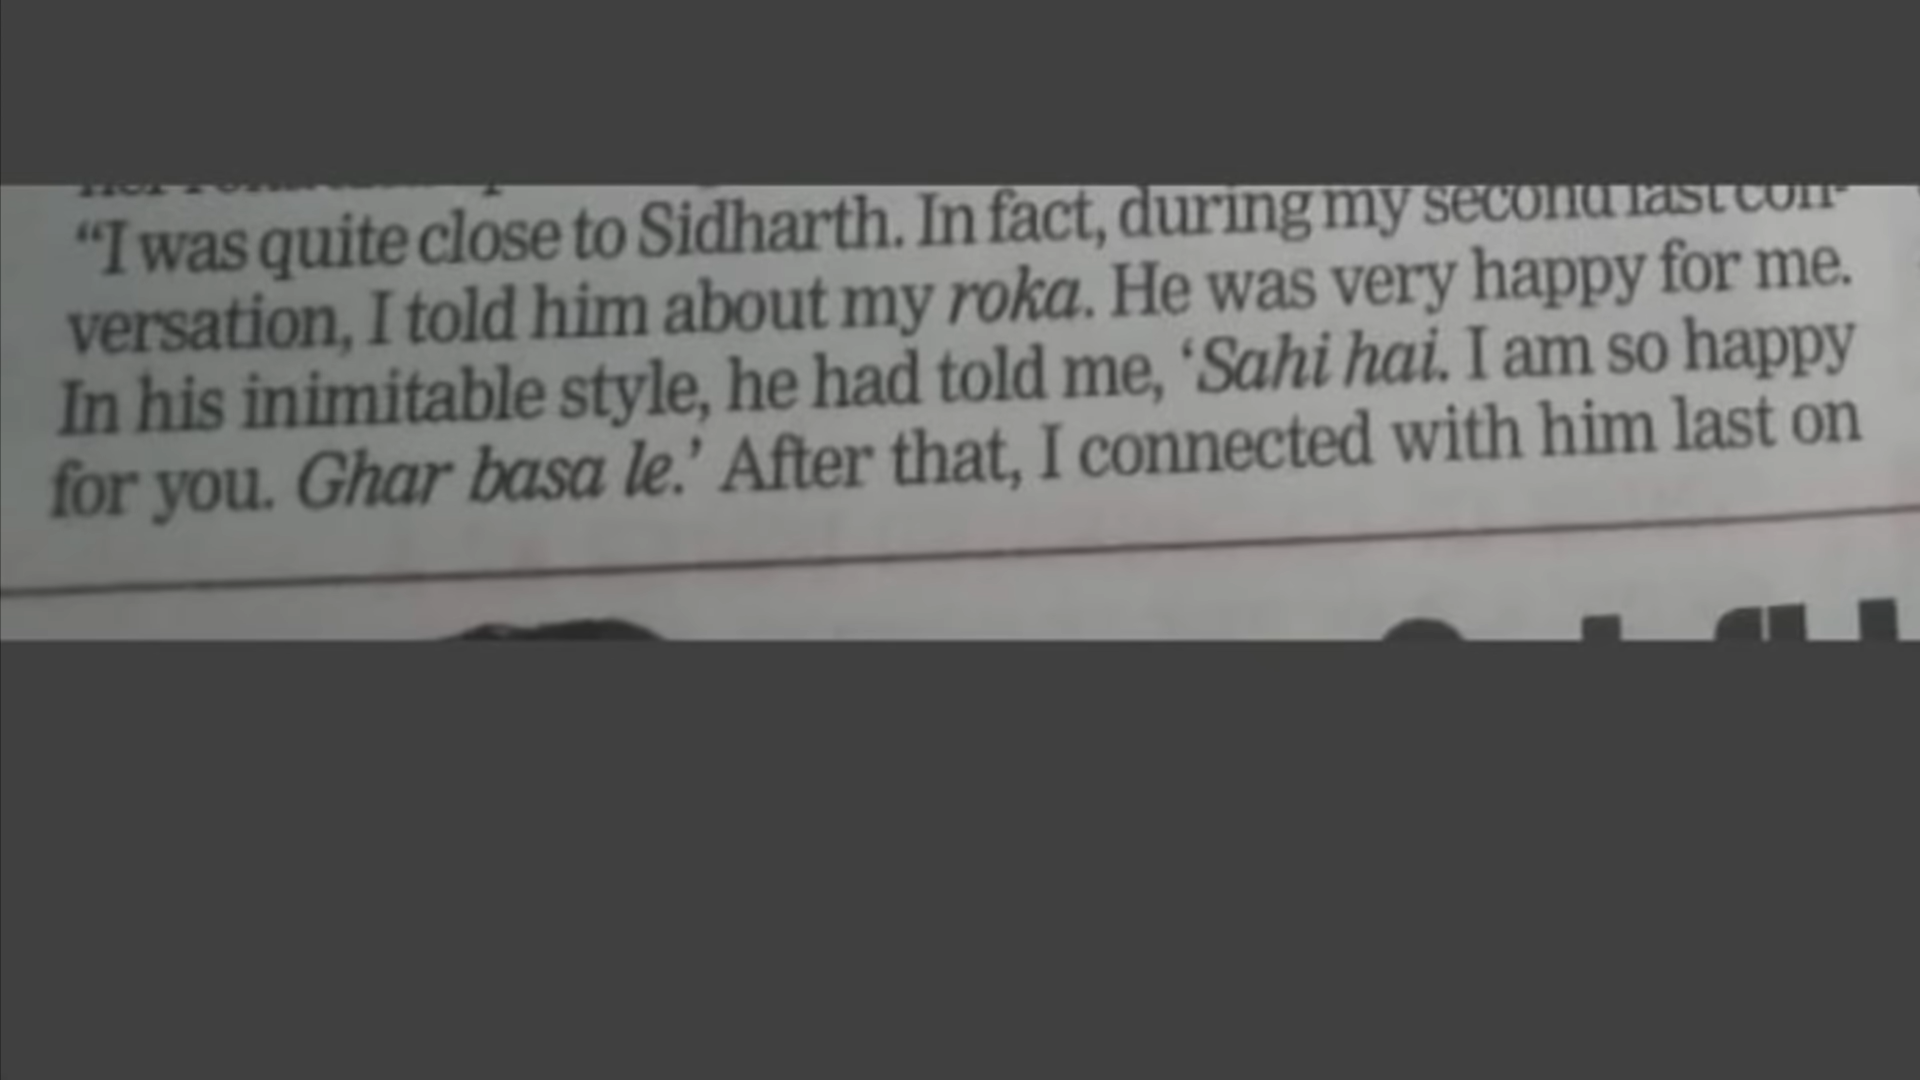 “I was quite close to Sidharth. In fact, during my second last con-
versation, I told him about my roka. He was very happy for me.
In his inimitable style, he had told me, ‘Sahi hai. I am so happy
for you. Ghar basa le.’ After that, I connected with him last on